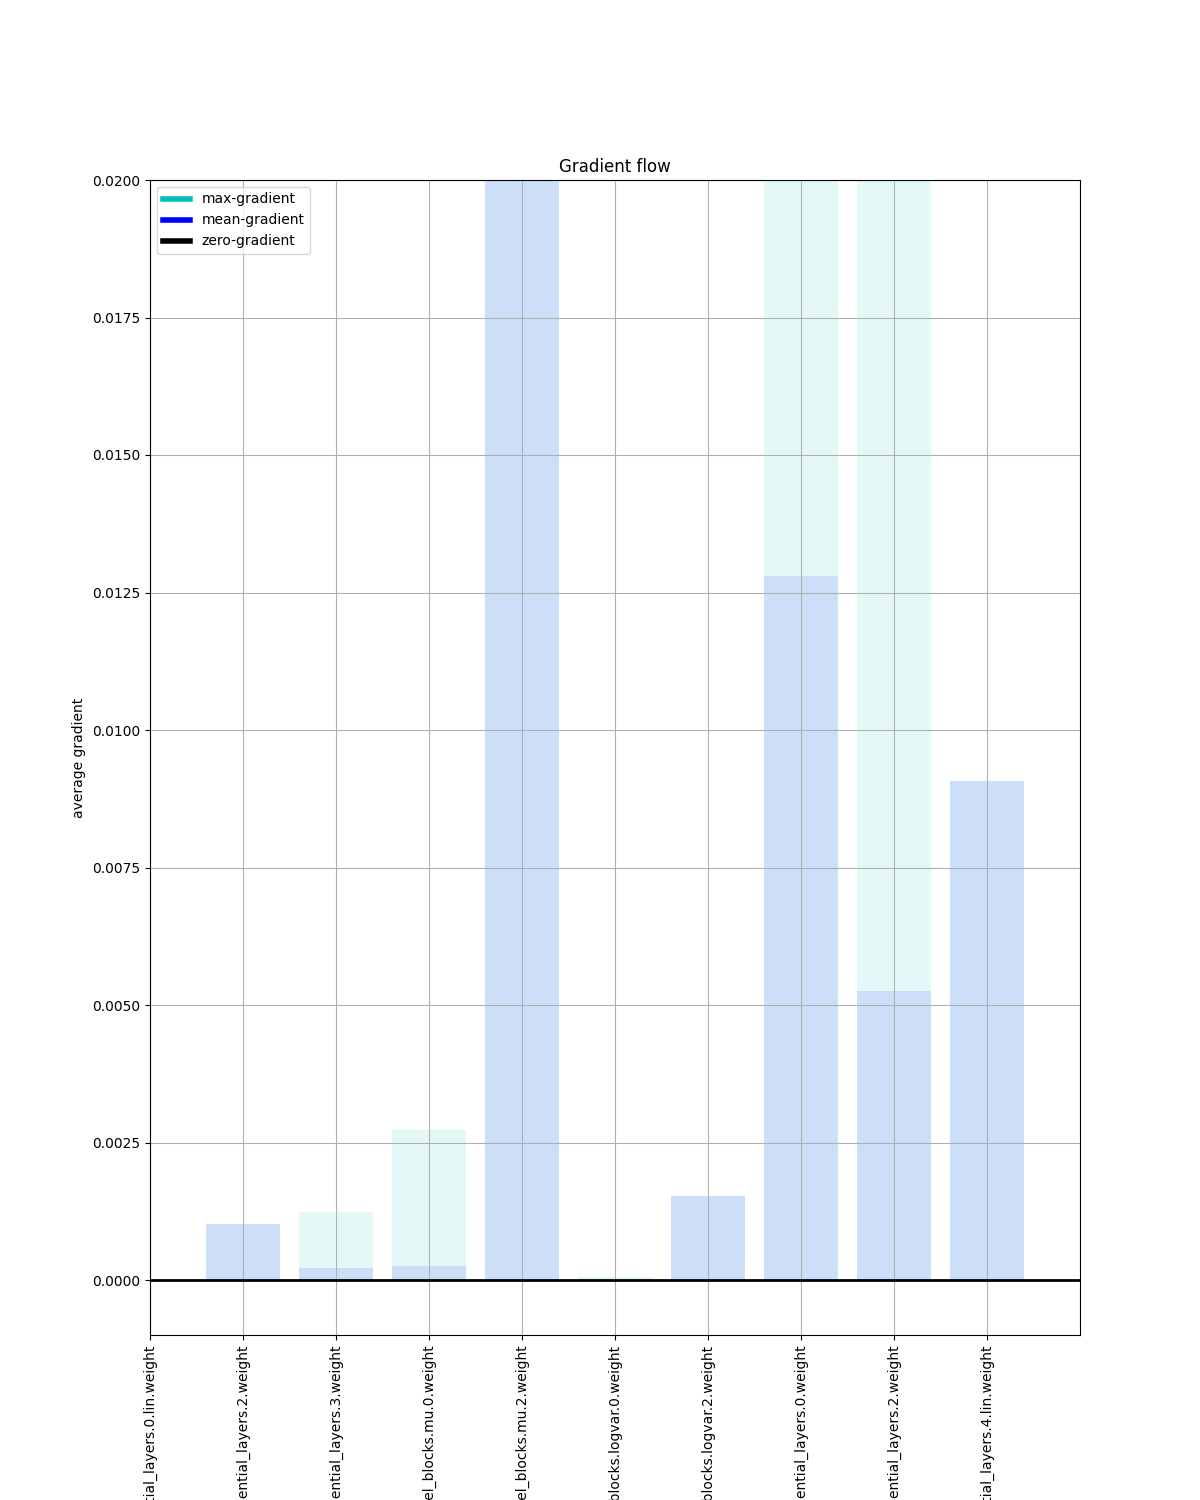 Gradient flow
max-gradient
mean-gradient
zero-gradient
0.0200
0.0175
0.0150
0.0125
0.0100
0.0075
0.0050
0.0025
0.0000
average gradient
tial_layers.0.lin.weight
ential_layers.2.weight
ential_layers.3.weight
el_blocks.mu.0.weight
el_blocks.mu.2.weight
blocks.logvar.0.weight
blocks.logvar.2.weight
ential_layers.0.weight
ential_layers.2.weight
tial_layers.4.lin.weight